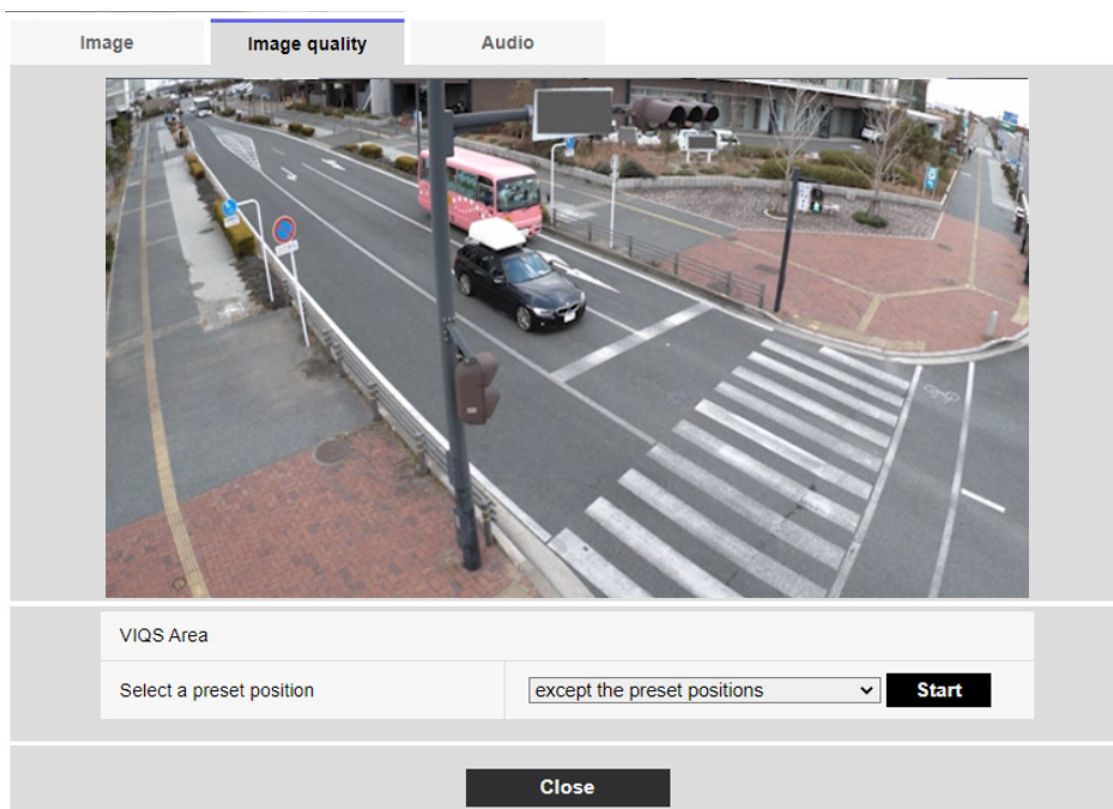 Image
Image quality
Audio
VIQS Area
Select a preset position
except the preset positions
Start
Close